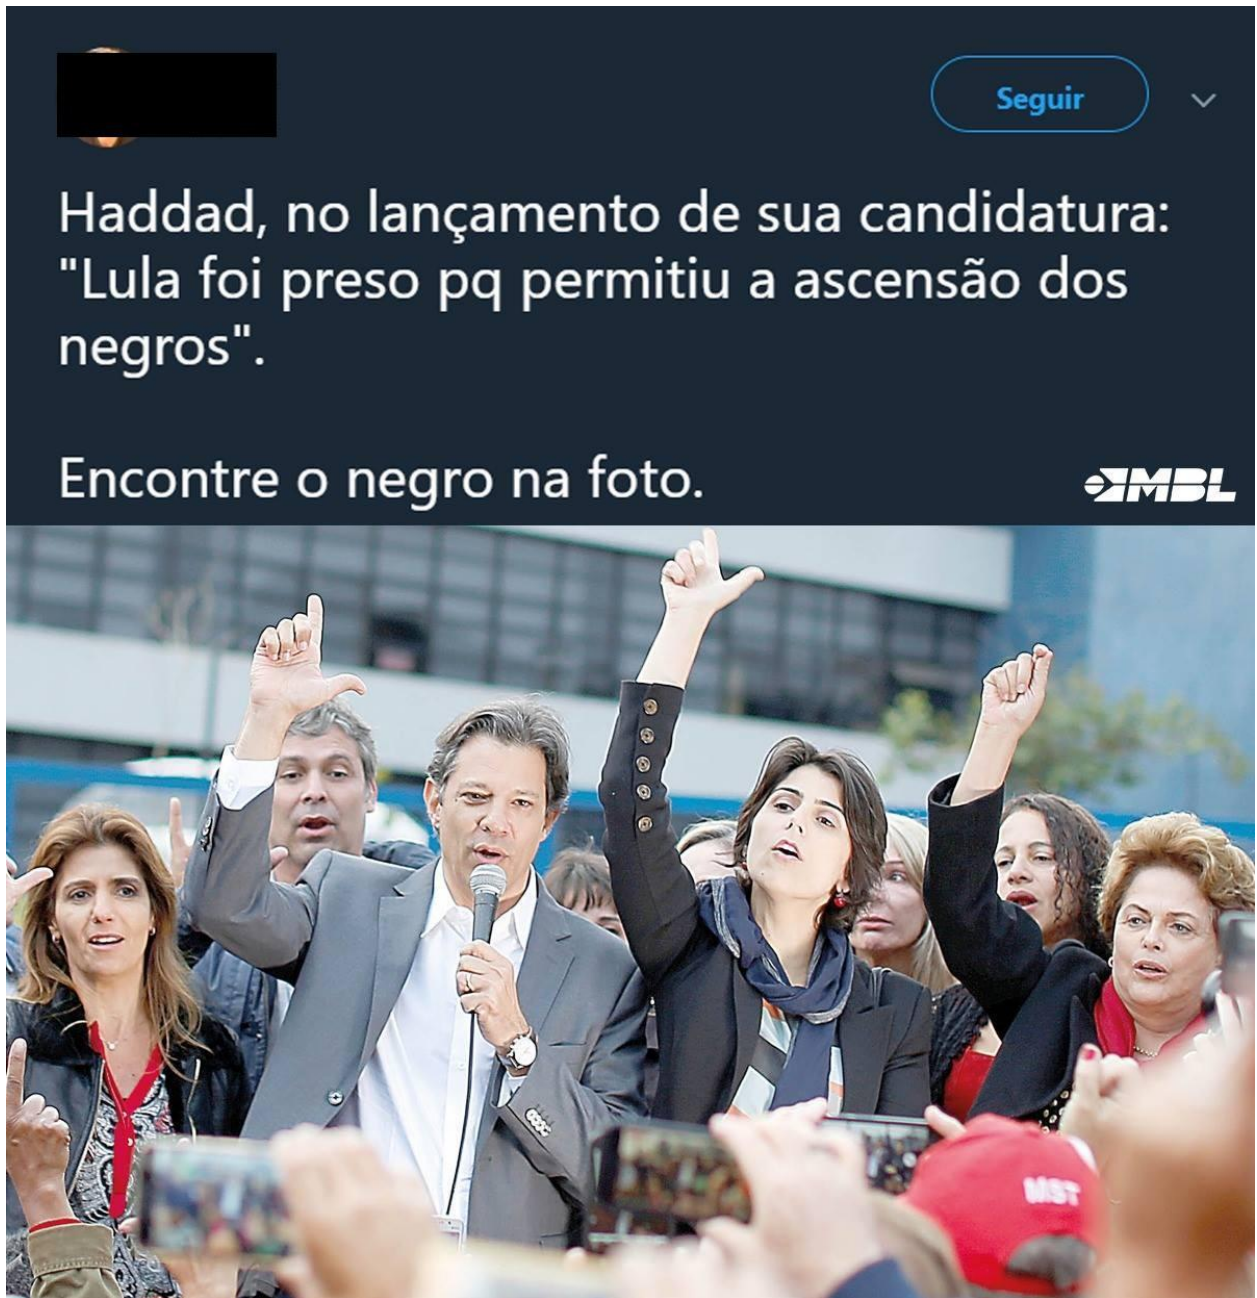 Seguir
Haddad, no lançamento de sua candidatura:
"Lula foi preso pq permitiu a ascensão dos
negros".
Encontre o negro na foto.
MBL
MST